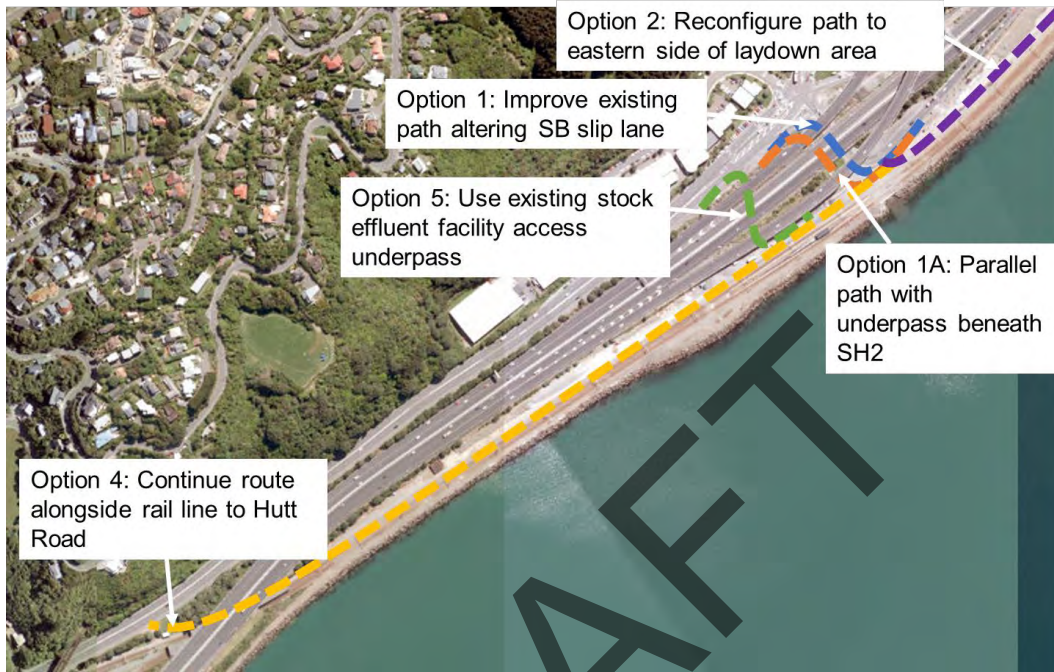 Option 2: Reconfigure path to
eastern side of laydown area
Option 1: Improve existing
path altering SB slip lane
Option 5: Use existing stock
effluent facility access
underpass
Option 1A: Parallel
path with
underpass beneath
SH2
Option 4: Continue route
alongside rail line to Hutt
Road
AFT